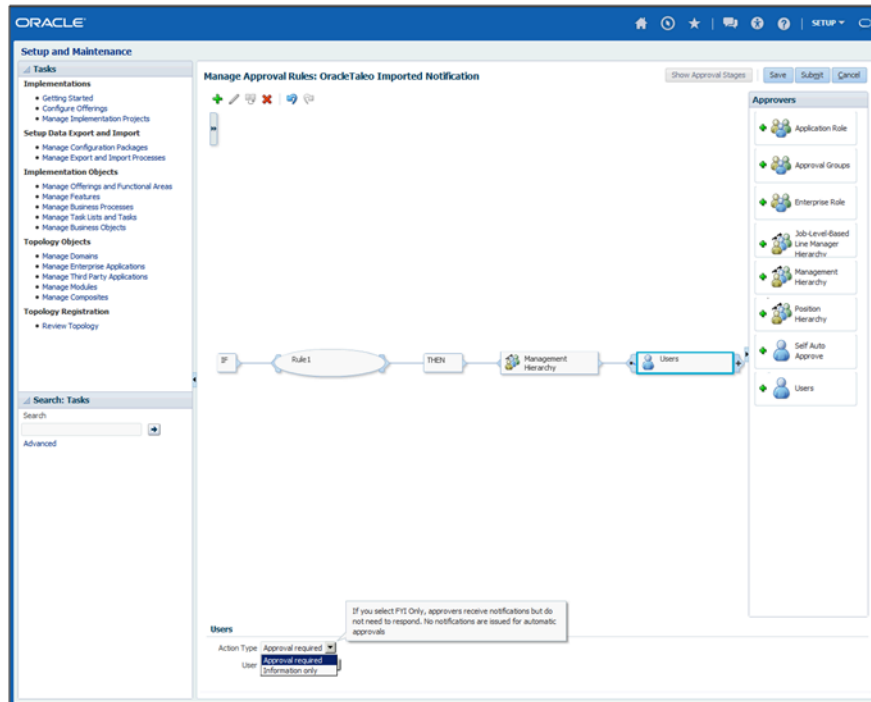 ORACLE
SETUP
Setup and Maintenance
Tasks
Implementations
Getting Started
Configure Offerings
Manage Implementation Projects
Setup Data Export and Import
Manage Configuration Packages
Manage Export and Import Processes
Implementation Objects
Manage Offerings and Functional Areas
Manage Features
Manage Business Processes
Manage Task Lists and Tasks
Manage Business Objects
Topology Objects
Manage Domains
Manage Enterprise Applications
Manage Third Party Applications
Manage Modules
Manage Composites
Topology Registration
Review Topology
Search: Tasks
Search
Advanced
Manage Approval Rules: OracleTaleo Imported Notification
Show Approval Stages
Save
Submit
Cancel
IF
Rule1
THEN
Management
Hierarchy
Users
Approvers
Application Role
Approval Groups
Enterprise Role
Job-Level-Based
Line Manager
Hierarchy
Management
Hierarchy
Position
Hierarchy
Self Auto
Approve
Users
If you select FYI Only, approvers receive notifications but do
not need to respond. No notifications are issued for automatic
approvals
Users
Action Type Approval required
Approval required
User Information only